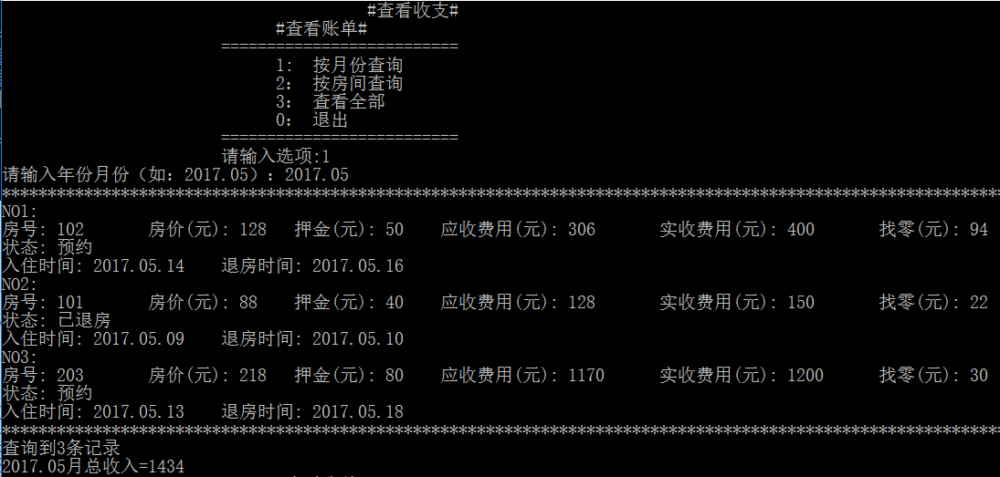 #查看收支#
#查看账单#
==========================
1: 按月份查询
2: 按房间查询
3: 查看全部
0: 退出
==========================
请输入选项:1
请输入年份月份（如：2017.05）：2017.05
**************************************************************************************************************
NO1:
房号: 102 房价(元): 128 押金(元): 50 应收费用(元): 306 实收费用(元): 400 找零(元): 94
状态: 预约
入住时间: 2017.05.14 退房时间: 2017.05.16
NO2:
房号: 101 房价(元): 88 押金(元): 40 应收费用(元): 128 实收费用(元): 150 找零(元): 22
状态: 已退房
入住时间: 2017.05.09 退房时间: 2017.05.10
NO3:
房号: 203 房价(元): 218 押金(元): 80 应收费用(元): 1170 实收费用(元): 1200 找零(元): 30
状态: 预约
入住时间: 2017.05.13 退房时间: 2017.05.18
**************************************************************************************************************
查询到3条记录
2017.05月总收入=1434